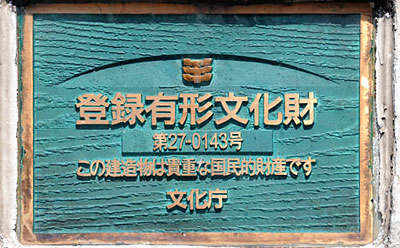 登録有形文化財
第27-0143号
この建造物は貴重な国民的財産です
文化庁